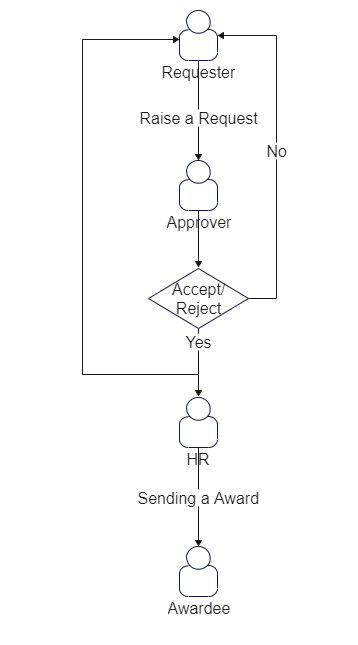 Requester
Raise a Request
No
Approver
Accept/
Reject
Yes
HR
Sending a Award
Awardee